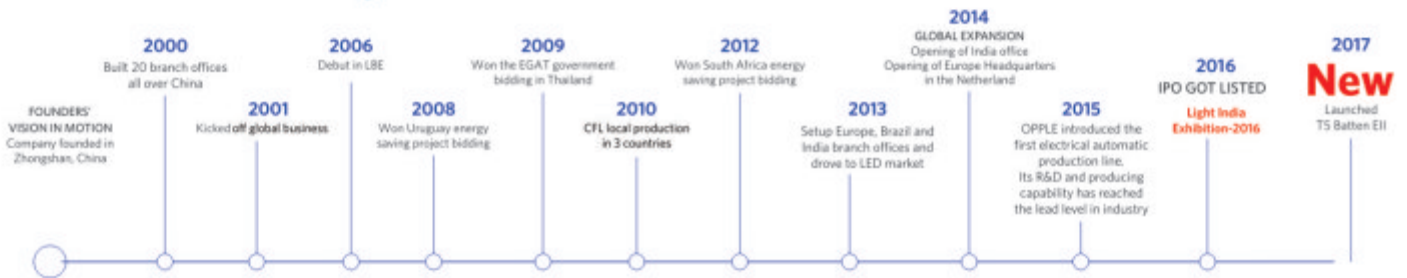 FOUNDERS'
VISION IN MOTION
Company founded in
Zhongshan, China
2000
Built 20 branch offices
all over China
2001
Kicked off global business
2006
Debut in LBE
2008
Won Uruguay energy
saving project bidding
2009
Won the EGAT government
bidding in Thailand
2010
CFL local production
in 3 countries
2012
Won South Africa energy
saving project bidding
2013
Setup Europe, Brazil and
India branch offices and
drove to LED market
2014
GLOBAL EXPANSION
Opening of India office
Opening of Europe Headquarters
in the Netherland
2015
OPPLE introduced the
first electrical automatic
production line.
Its R&D and producing
capability has reached
the lead level in industry
2016
IPO GOT LISTED
Light India
Exhibition-2016
2017
New
Launched
T5 Batten EII